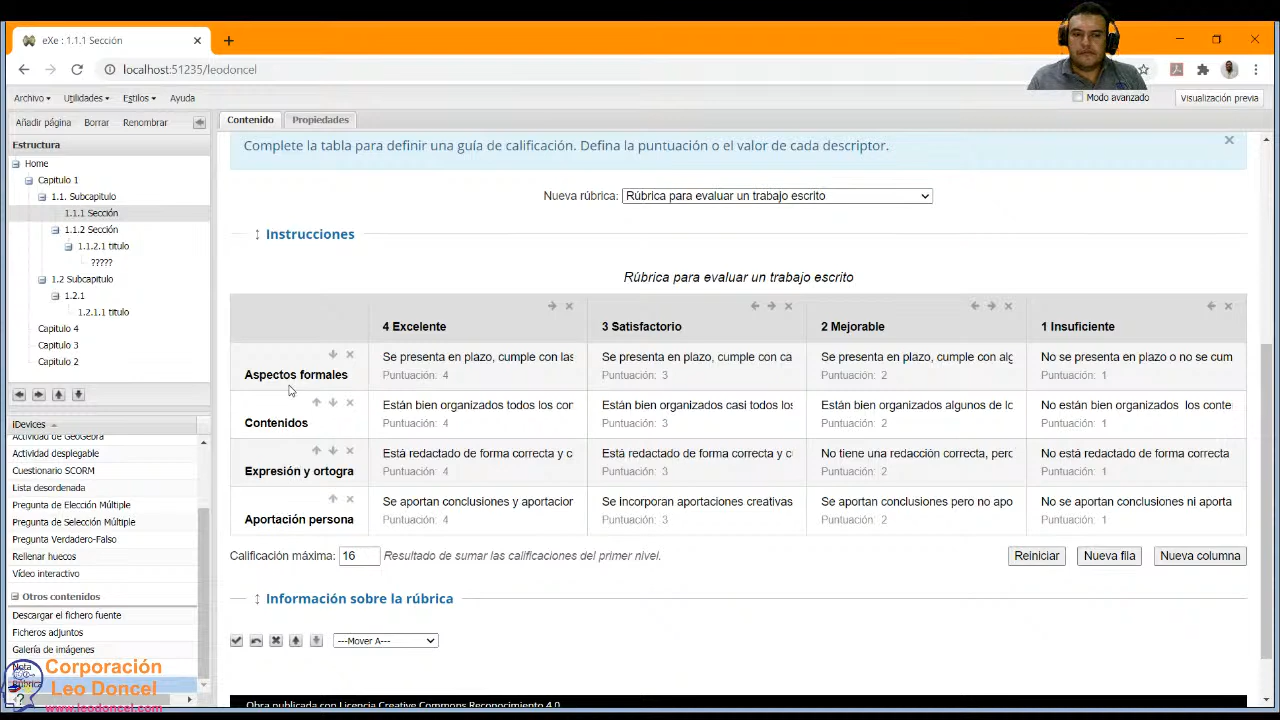 eXe : 1.1.1 Sección
localhost:51235/leodoncel
Archivo Utilidades Estilos Ayuda
Modo avanzado
Visualización previa
Añadir página Borrar Renombrar
Estructura
Home
Capitulo 1
1.1. Subcapitulo
1.1.1 Sección
1.1.2 Sección
1.1.2.1 titulo
?????
1.2 Subcapitulo
1.2.1
1.2.1.1 titulo
Capitulo 4
Capitulo 3
Capitulo 2
iDevices
Actividad de GeoGebra
Actividad desplegable
Cuestionario SCORM
Lista desordenada
Pregunta de Elección Múltiple
Pregunta de Selección Múltiple
Pregunta Verdadero-Falso
Rellenar huecos
Vídeo interactivo
Otros contenidos
Descargar el fichero fuente
Ficheros adjuntos
Galería de imágenes
Nota
Corporación
Leo Doncel
www.leodoncel.com
Contenido Propiedades
Complete la tabla para definir una guía de calificación. Defina la puntuación o el valor de cada descriptor.
Nueva rúbrica: Rúbrica para evaluar un trabajo escrito
Instrucciones
Rúbrica para evaluar un trabajo escrito
4 Excelente 3 Satisfactorio 2 Mejorable 1 Insuficiente
Se presenta en plazo, cumple con las Se presenta en plazo, cumple con ca Se presenta en plazo, cumple con alg No se presenta en plazo o no se cum
Aspectos formales Puntuación: 4 Puntuación: 3 Puntuación: 2 Puntuación: 1
Están bien organizados todos los con Están bien organizados casi todos los Están bien organizados algunos de lo No están bien organizados los conte
Contenidos Puntuación: 4 Puntuación: 3 Puntuación: 2 Puntuación: 1
Está redactado de forma correcta y c Está redactado de forma correcta y c No tiene una redacción correcta, perc No está redactado de forma correcta
Expresión y ortogra Puntuación: 4 Puntuación: 3 Puntuación: 2 Puntuación: 1
Se aportan conclusiones y aportacior Se incorporan aportaciones creativas Se aportan conclusiones pero no apo No se aportan conclusiones ni aporta
Aportación persona Puntuación: 4 Puntuación: 3 Puntuación: 2 Puntuación: 1
Calificación máxima: 16 Resultado de sumar las calificaciones del primer nivel.
Reiniciar Nueva fila Nueva columna
Información sobre la rúbrica
---Mover A---
Obra publicada con Licencia Creative Commons Reconocimiento 4.0